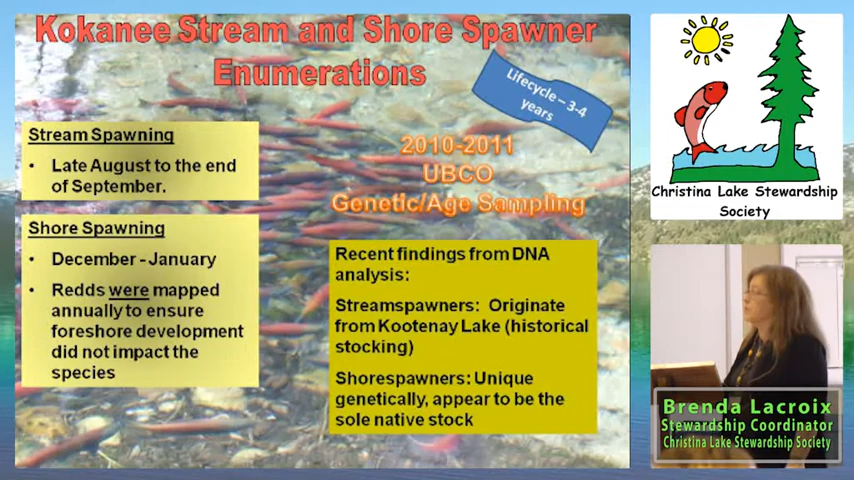 Kokanee Stream and Shore Spawner
Enumerations
Lifecycle – 3-4
years
Stream Spawning
• Late August to the end
of September.
2010-2011
UBCO
Genetic/Age Sampling
Shore Spawning
• December - January
• Redds were mapped
annually to ensure
foreshore development
did not impact the
species
Recent findings from DNA
analysis:
Streamspawners: Originate
from Kootenay Lake (historical
stocking)
Shorespawners: Unique
genetically, appear to be the
sole native stock
Christina Lake Stewardship
Society
Brenda Lacroix
Stewardship Coordinator
Christina Lake Stewardship Society